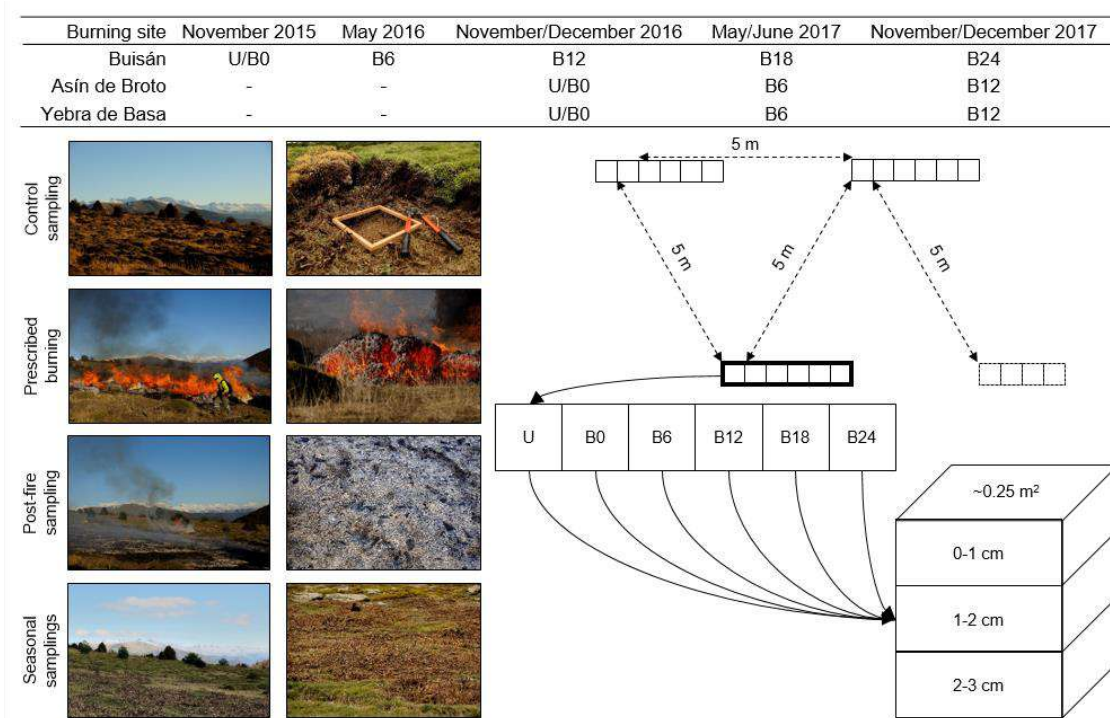 Burning site November 2015 May 2016 November/December 2016 May/June 2017 November/December 2017
Buisán U/B0 B6 B12 B18 B24
Asín de Broto - - U/B0 B6 B12
Yebra de Basa - - U/B0 B6 B12
Control
sampling
Prescribed
burning
Post-fire
sampling
Seasonal
samplings
5 m
5 m
5 m
5 m
U B0 B6 B12 B18 B24
~0.25 m²
0-1 cm
1-2 cm
2-3 cm